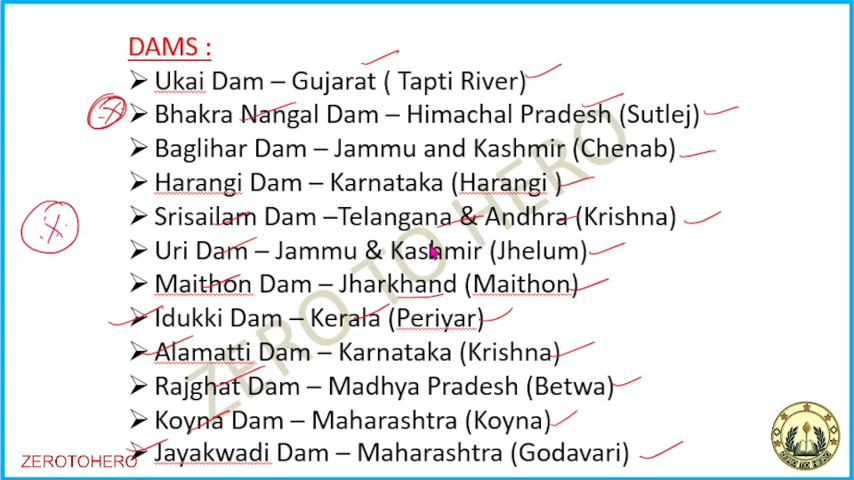 DAMS :
➤ Ukai Dam – Gujarat ( Tapti River)
➤ Bhakra Nangal Dam – Himachal Pradesh (Sutlej)
➤ Baglihar Dam – Jammu and Kashmir (Chenab)
➤ Harangi Dam – Karnataka (Harangi )
➤ Srisailam Dam –Telangana & Andhra (Krishna)
➤ Uri Dam – Jammu & Kashmir (Jhelum)
➤ Maithon Dam – Jharkhand (Maithon)
➤ Idukki Dam – Kerala (Periyar)
➤ Alamatti Dam – Karnataka (Krishna)
➤ Rajghat Dam – Madhya Pradesh (Betwa)
➤ Koyna Dam – Maharashtra (Koyna)
➤ Jayakwadi Dam – Maharashtra (Godavari)
ZEROTOHERO
ZERO TO HERO
ZERO TO HERO